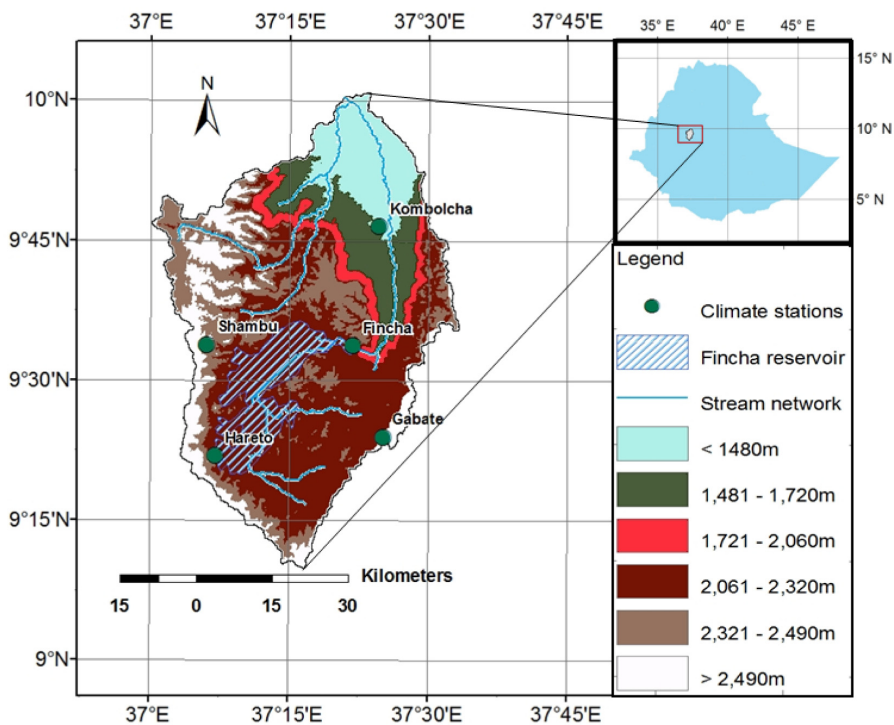 37°E 37°15'E 37°30'E 37°45'E
35° E 40° E 45° E
15° N
10° N
5° N
N
10°N
9°45'N
9°30'N
9°15'N
9°N
Kombolcha
Shambu
Fincha
Gabate
Hareto
Kilometers
15 0 15 30
37°E 37°15'E 37°30'E 37°45'E
Legend
Climate stations
Fincha reservoir
Stream network
< 1480m
1,481 - 1,720m
1,721 - 2,060m
2,061 - 2,320m
2,321 - 2,490m
> 2,490m